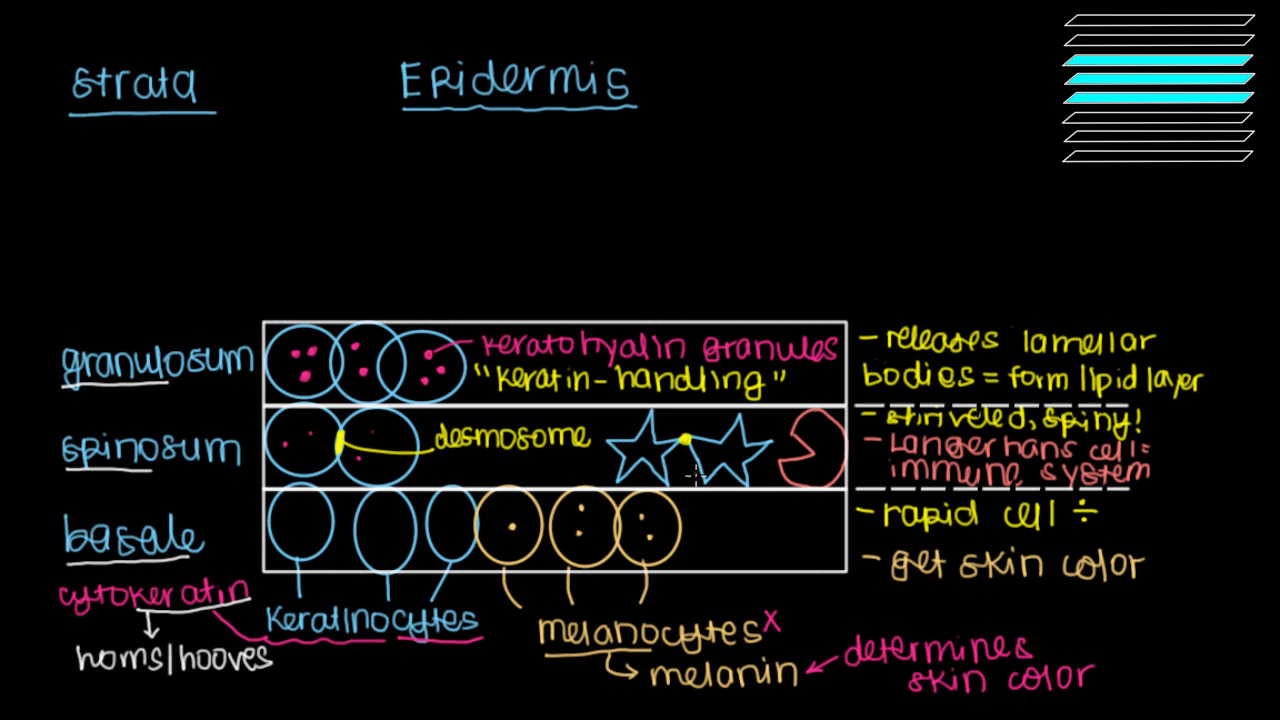 strata
Epidermis
granulosum
keratohyalin granules
"keratin-handling"
- releases lamellar
bodies = form lipid layer
spinosum
desmosome
- shriveled, spiny!
- Langerhans cell =
immune system
basale
- rapid cell ÷
- get skin color
cytokeratin
horns/hooves
keratinocytes
melanocytes x
melanin
determines
skin color